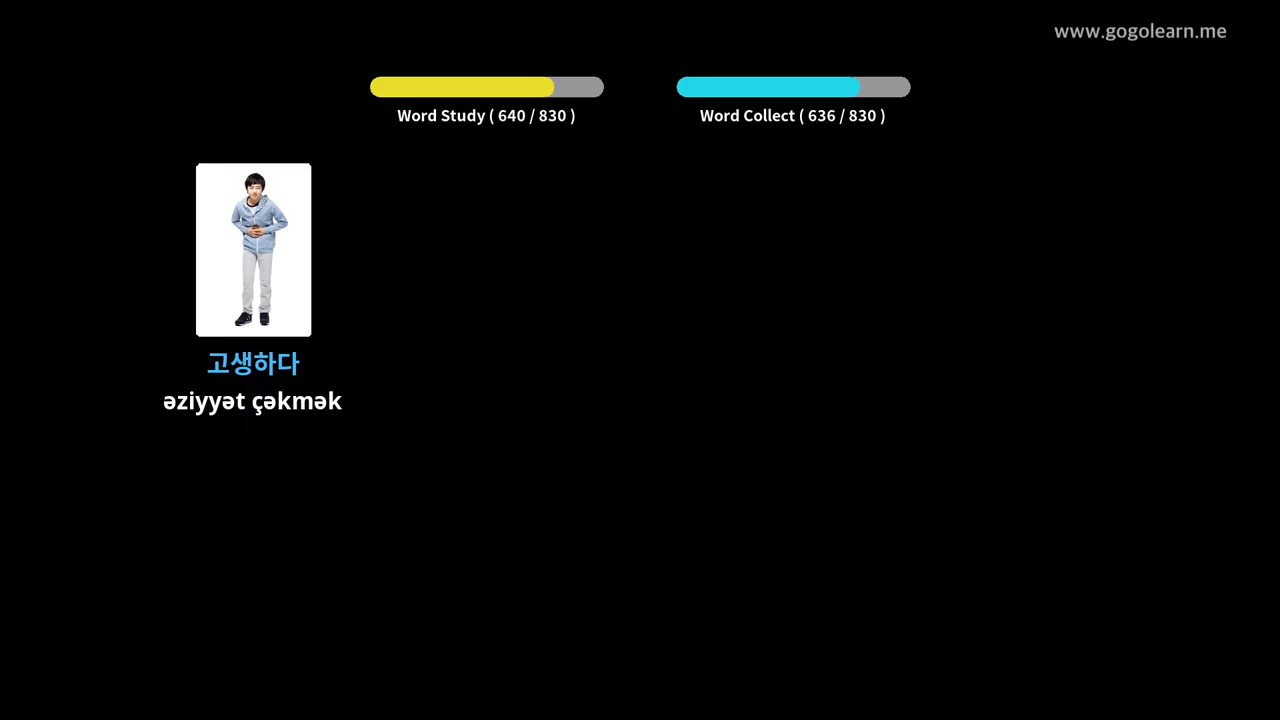 www.gogolearn.me
Word Study ( 640 / 830 )
Word Collect ( 636 / 830 )
고생하다
əziyyət çəkmək